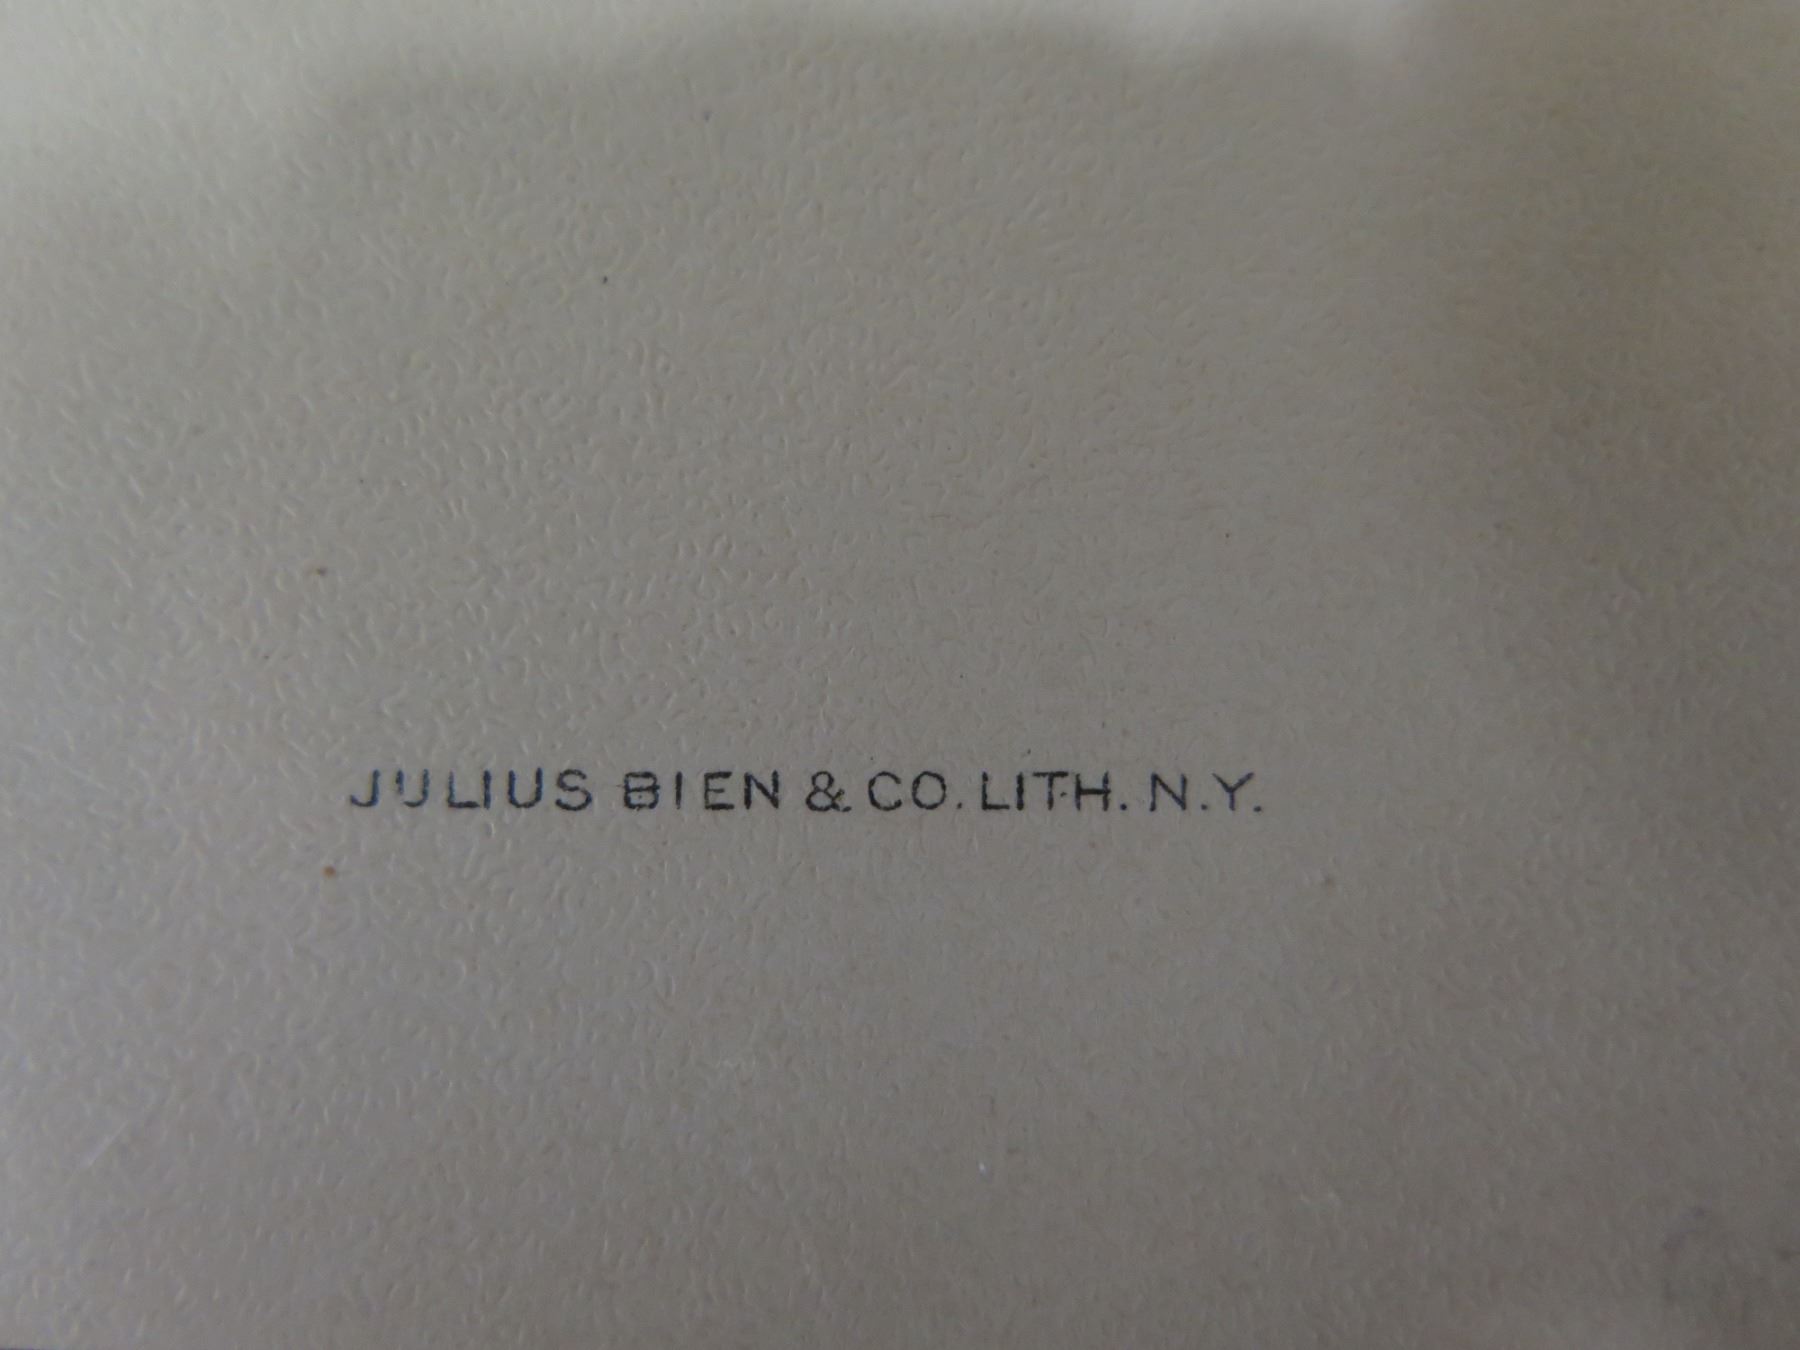 JULIUS BIEN & CO. LITH. N.Y.